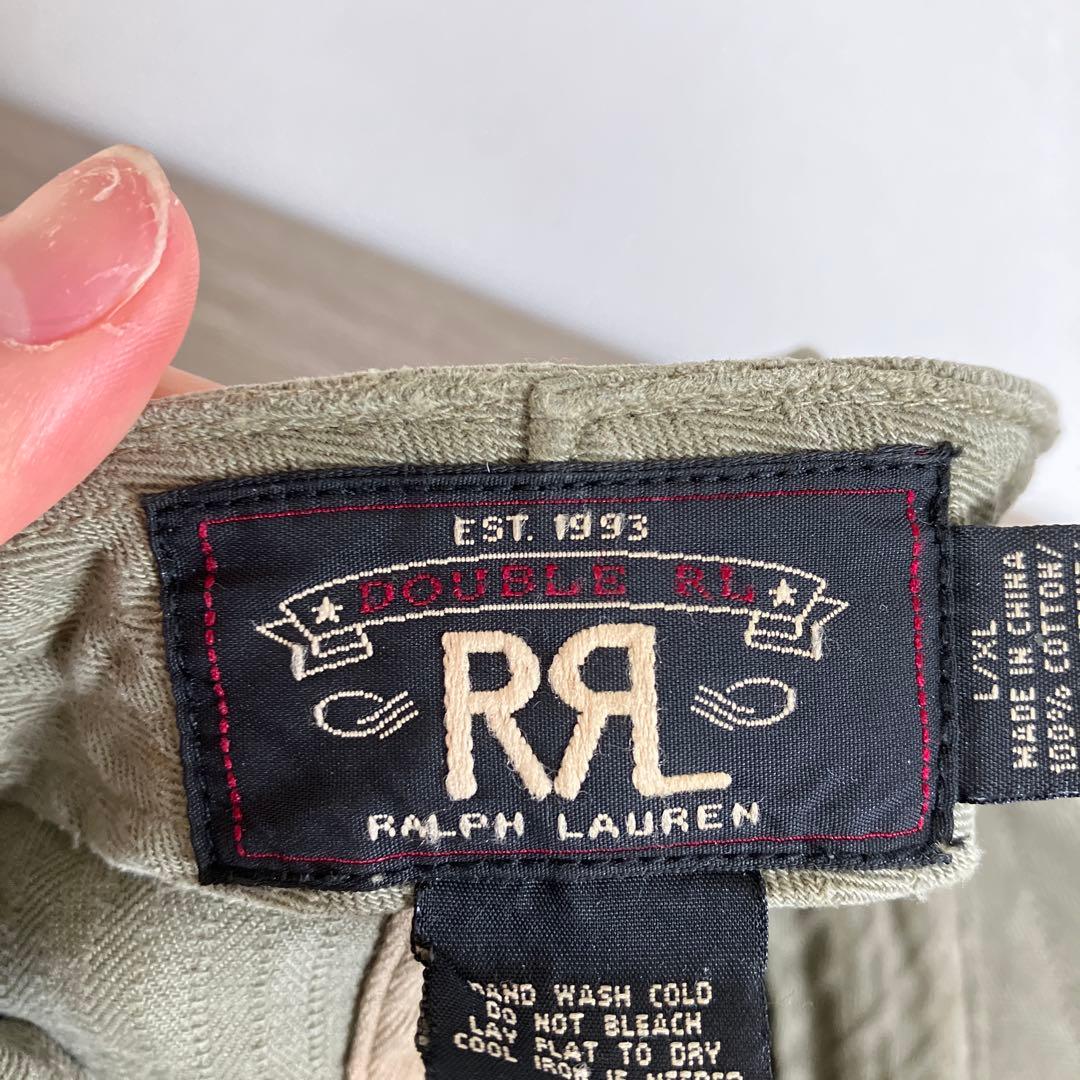 EST. 1993
DOUBLE RL
RRL
RALPH LAUREN
L/XL
MADE IN CHINA
100% COTTON/
HAND WASH COLD
DO NOT BLEACH
LAY FLAT TO DRY
COOL IRON IF NEEDED